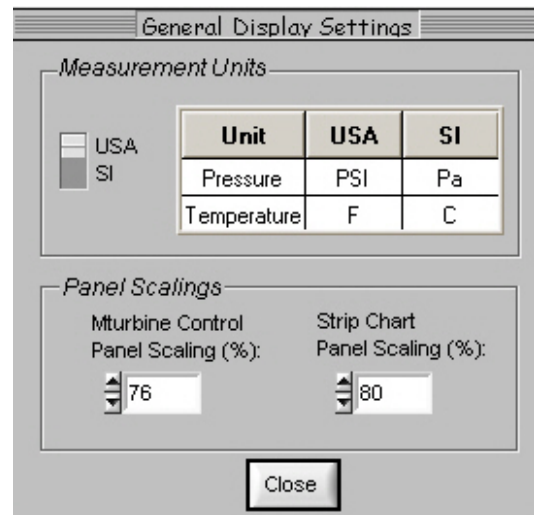 General Display Settings
Measurement Units
USA
SI
Unit USA SI
Pressure PSI Pa
Temperature F C
Panel Scalings
Mturbine Control
Panel Scaling (%):
76
Strip Chart
Panel Scaling (%):
80
Close